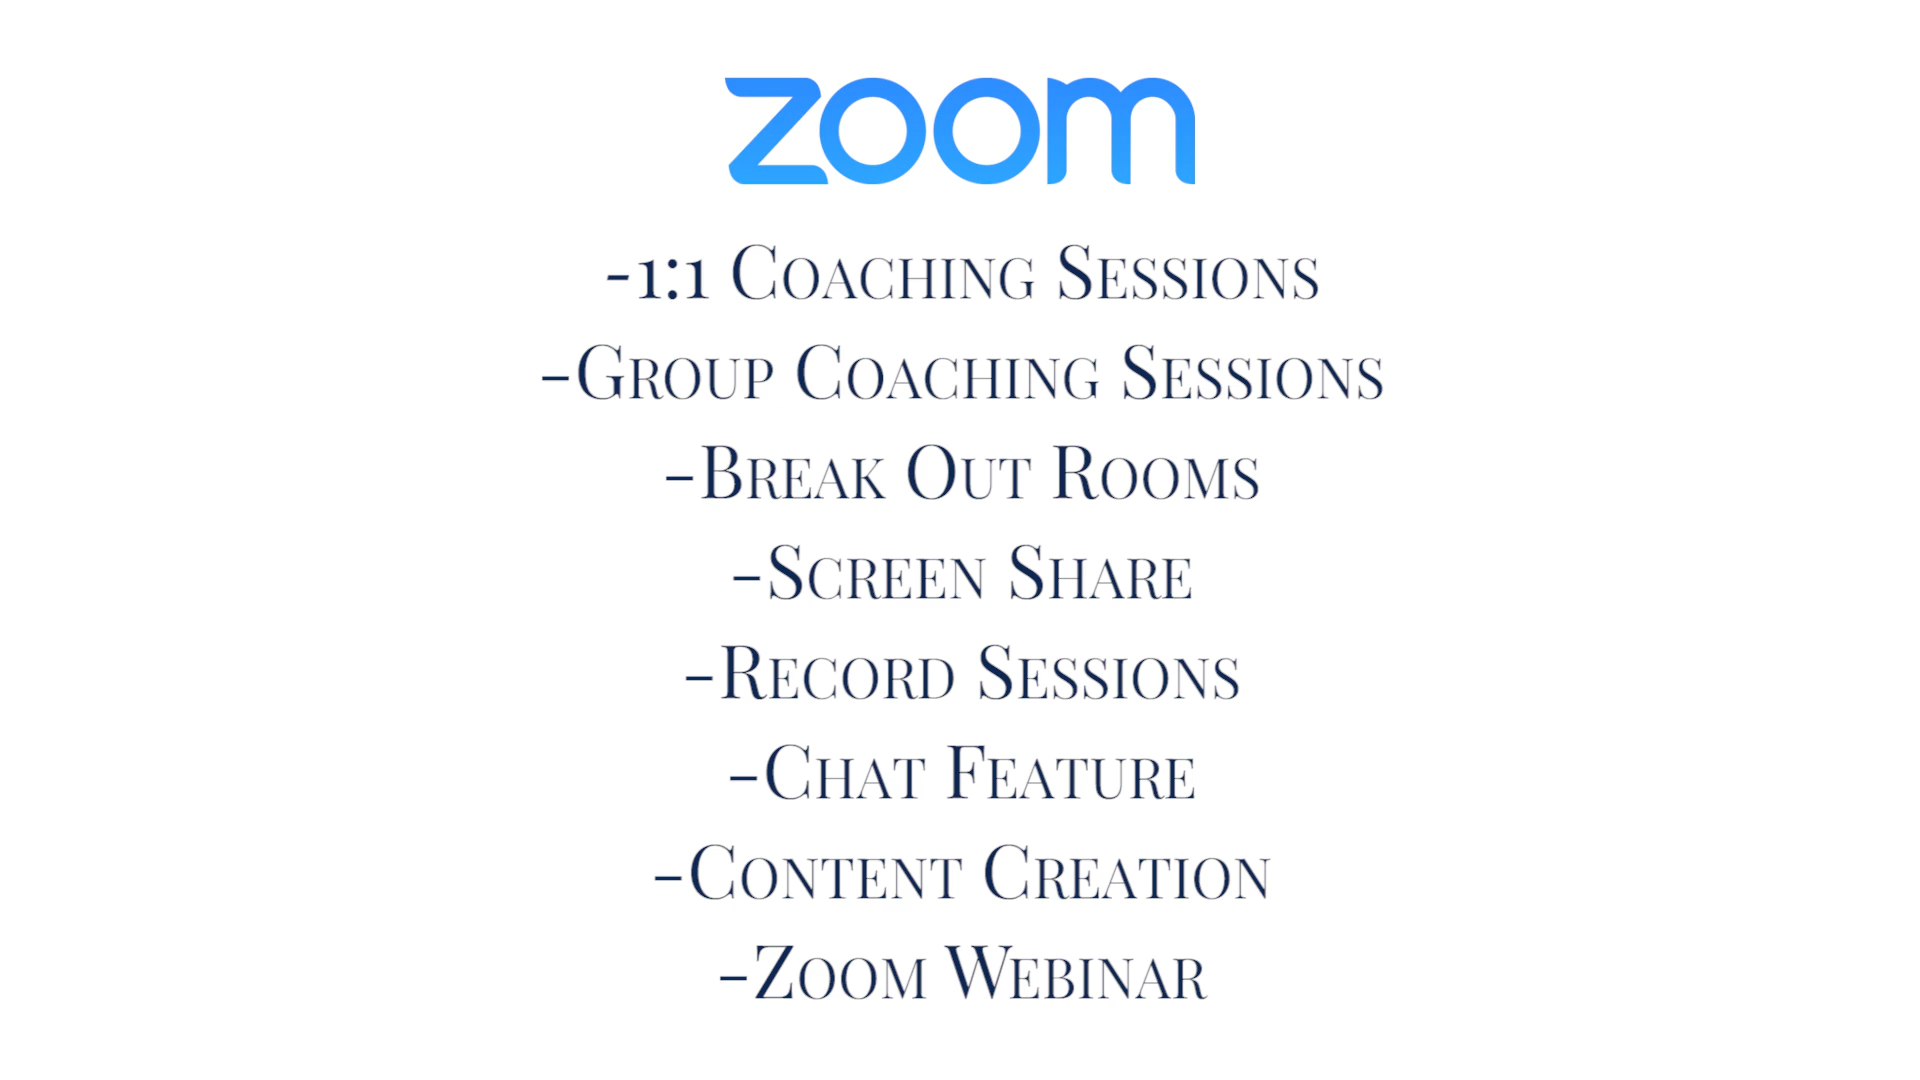 zoom
-1:1 Coaching Sessions
-Group Coaching Sessions
-Break Out Rooms
-Screen Share
-Record Sessions
-Chat Feature
-Content Creation
-Zoom Webinar